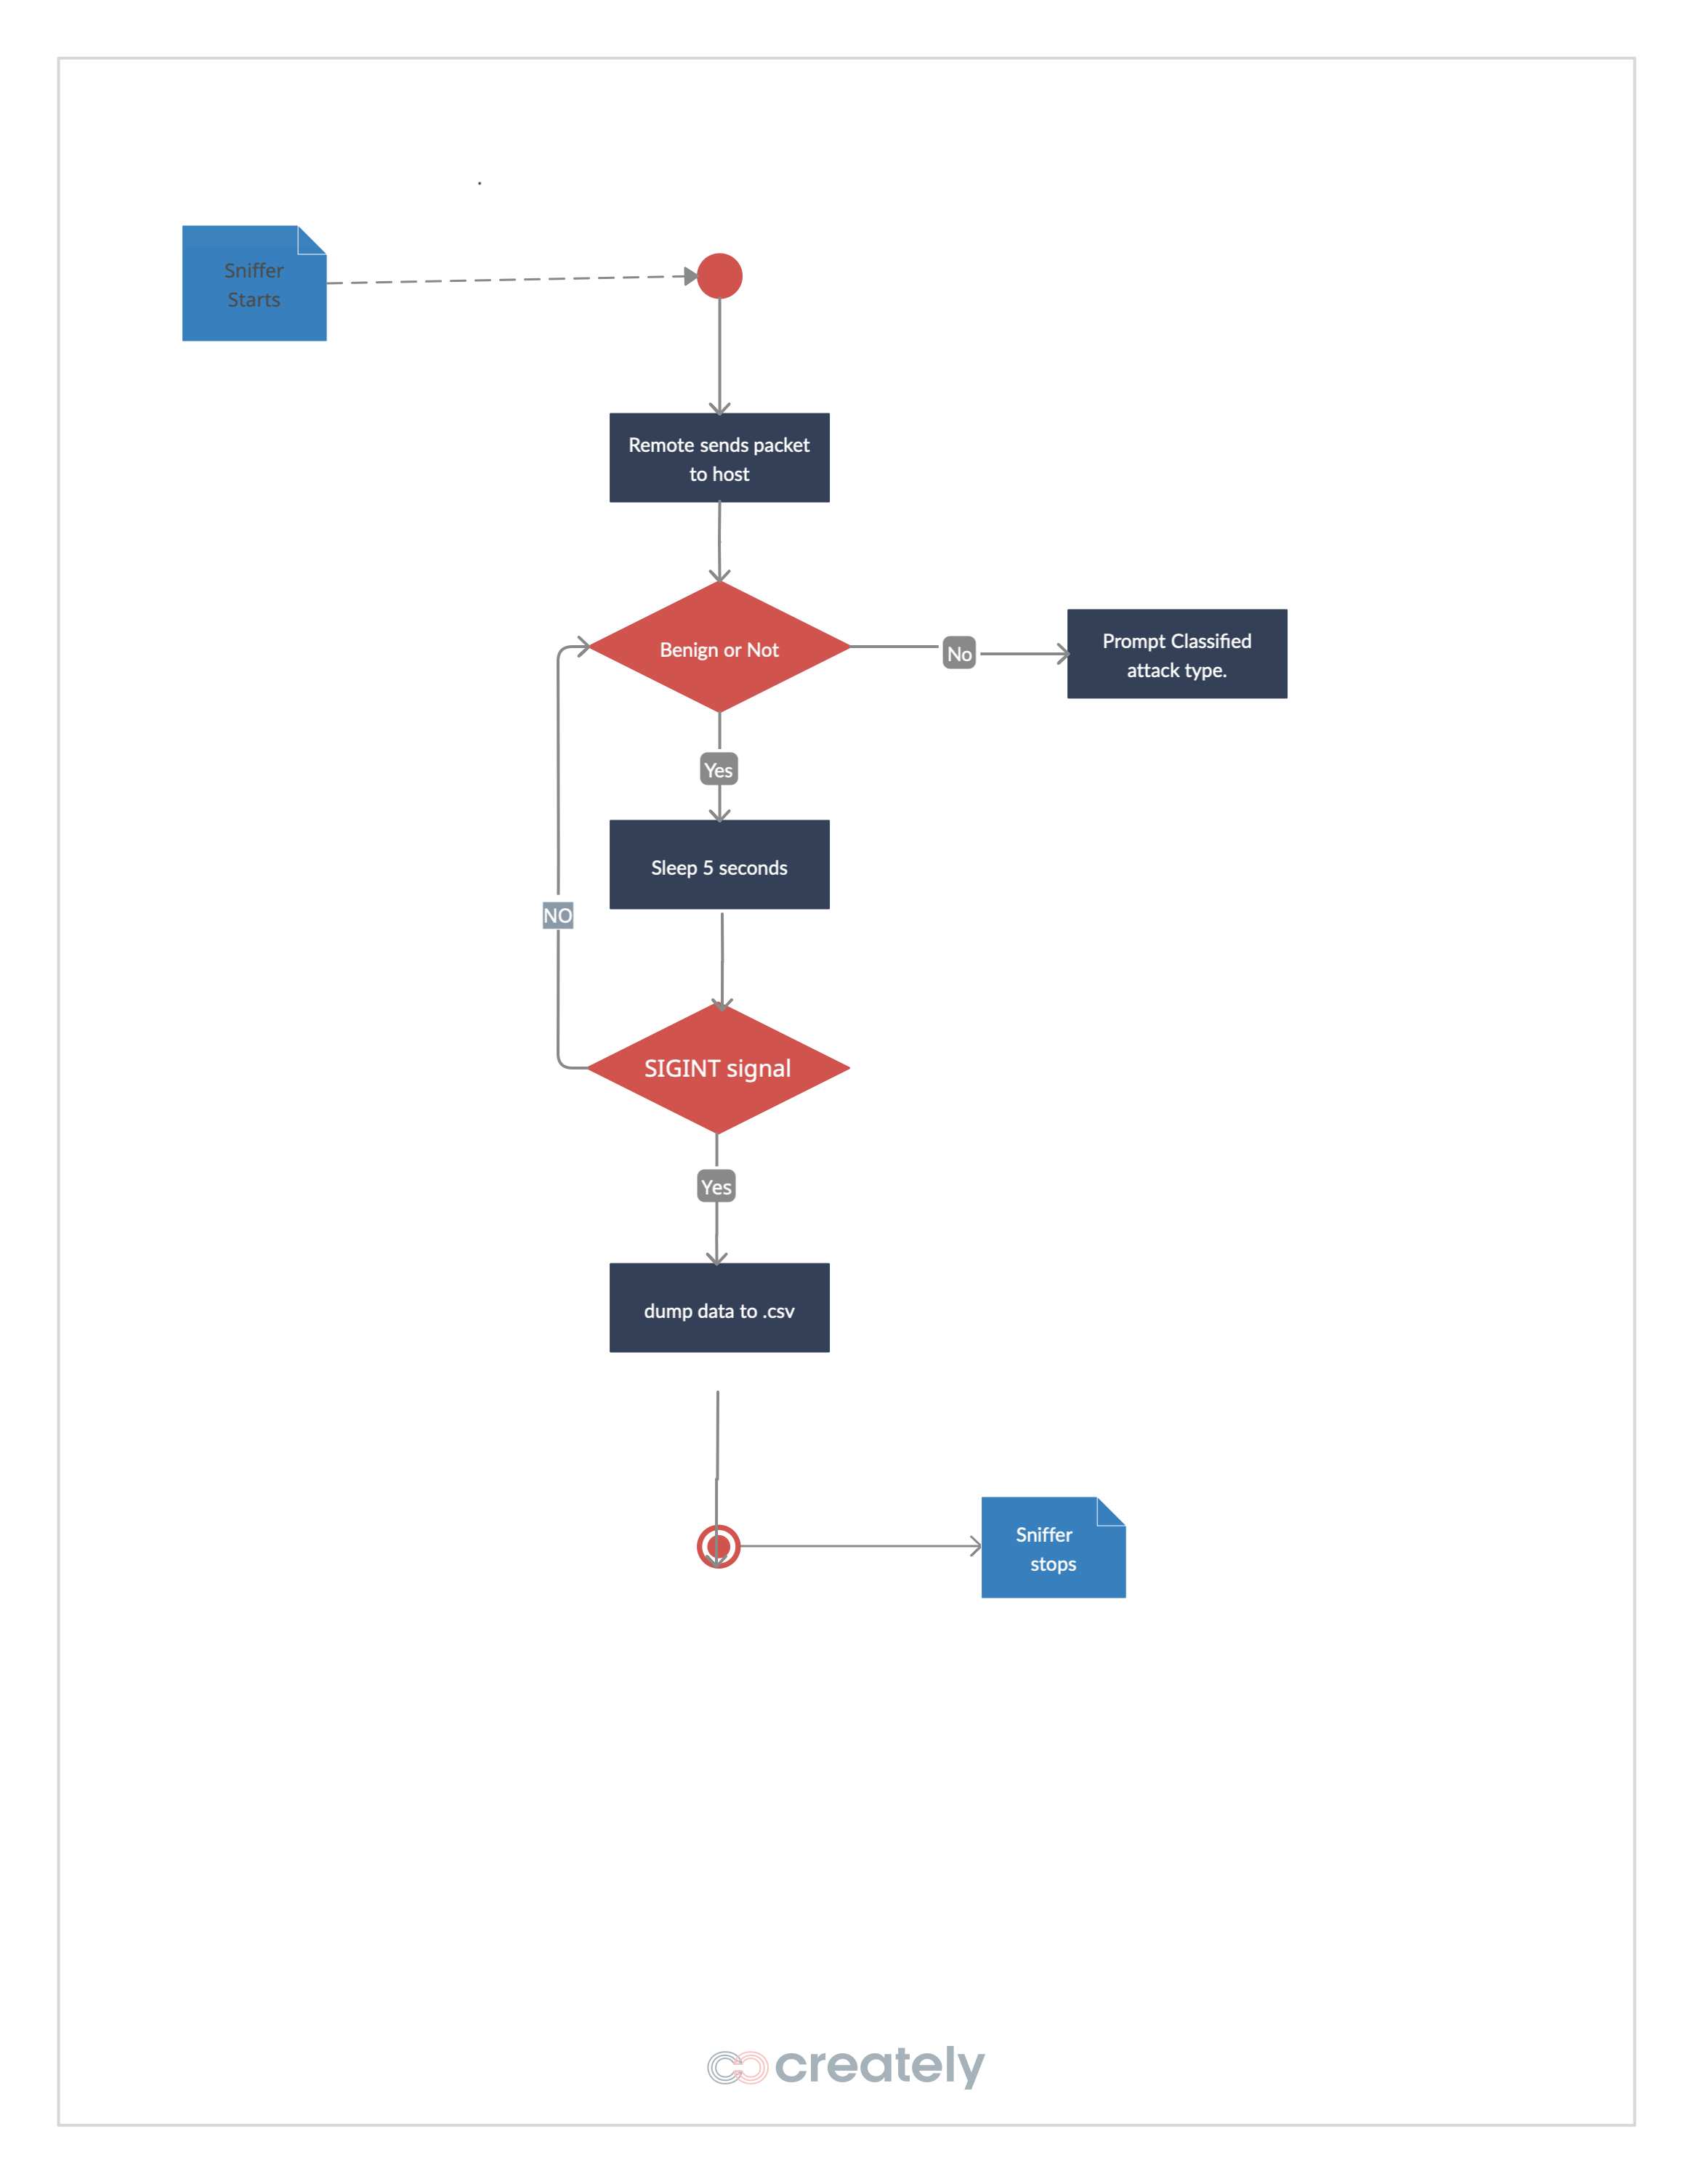 Sniffer
Starts
Remote sends packet
to host
Benign or Not
No
Prompt Classified
attack type.
Yes
Sleep 5 seconds
NO
SIGINT signal
Yes
dump data to .csv
Sniffer
stops
creately